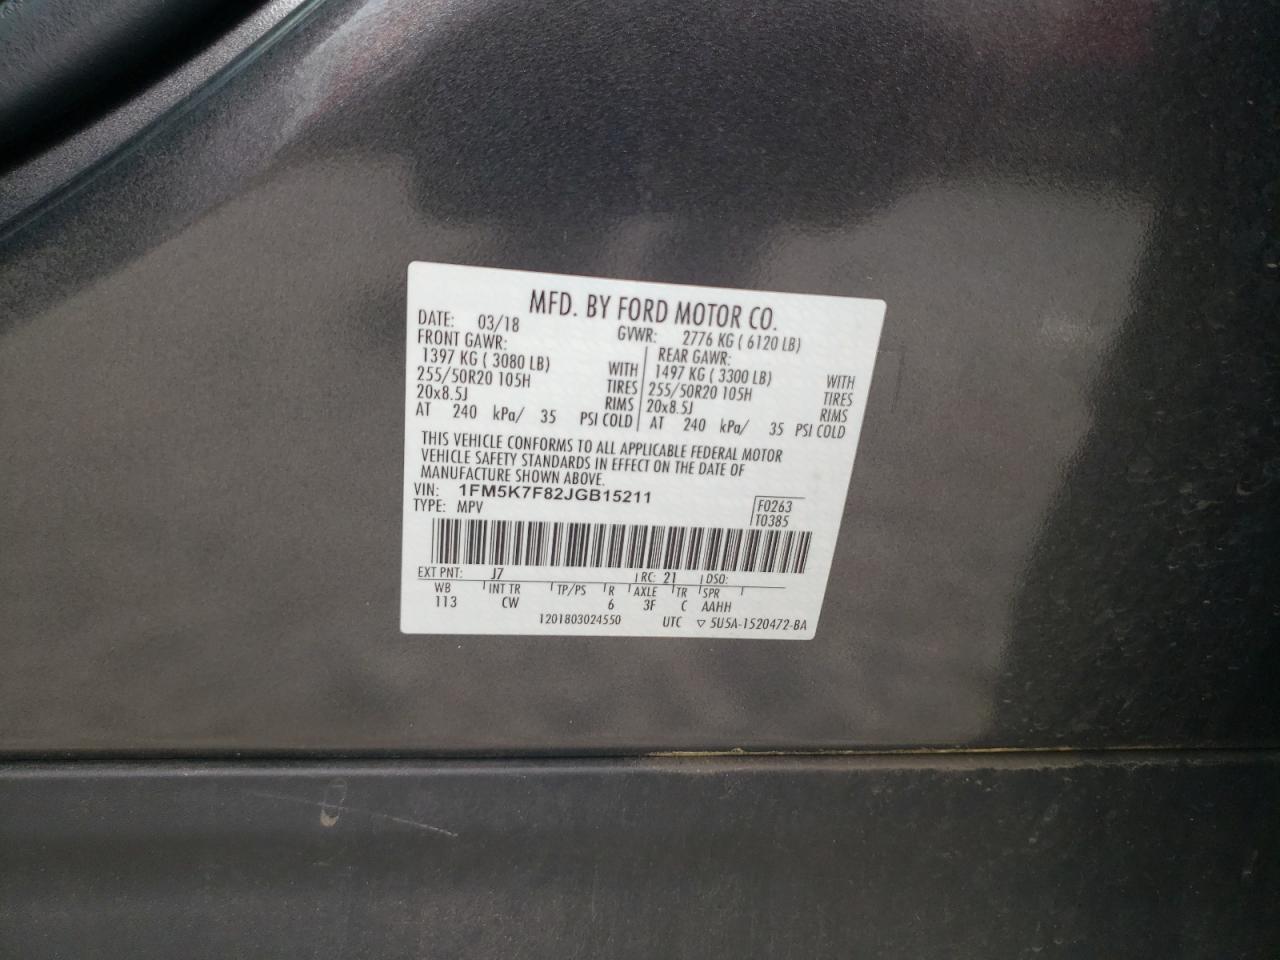 MFD. BY FORD MOTOR CO.
DATE: 03/18 GVWR: 2776 KG ( 6120 LB)
FRONT GAWR: REAR GAWR:
1397 KG ( 3080 LB) WITH 1497 KG ( 3300 LB) WITH
255/50R20 105H TIRES 255/50R20 105H TIRES
20x8.5J RIMS 20x8.5J RIMS
AT 240 kPa/ 35 PSI COLD AT 240 kPa/ 35 PSI COLD
THIS VEHICLE CONFORMS TO ALL APPLICABLE FEDERAL MOTOR
VEHICLE SAFETY STANDARDS IN EFFECT ON THE DATE OF
MANUFACTURE SHOWN ABOVE.
VIN: 1FM5K7F82JGB15211 F0263
TYPE: MPV T0385
EXT PNT: J7 RC: 21 DSO:
WB INT TR TP/PS R AXLE TR SPR
113 CW 6 3F C AAHH
1201803024550 UTC ▽ 5U5A-1520472-BA